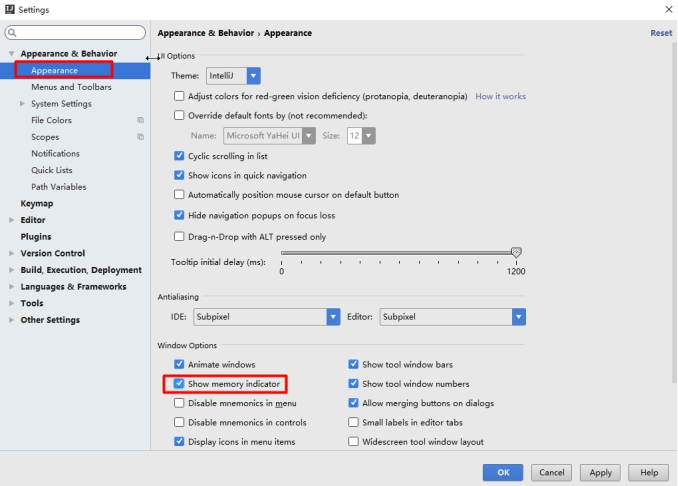 Settings
Appearance & Behavior › Appearance
Reset
Appearance & Behavior
Appearance
Menus and Toolbars
System Settings
File Colors
Scopes
Notifications
Quick Lists
Path Variables
Keymap
Editor
Plugins
Version Control
Build, Execution, Deployment
Languages & Frameworks
Tools
Other Settings
UI Options
Theme: IntelliJ
Adjust colors for red-green vision deficiency (protanopia, deuteranopia) How it works
Override default fonts by (not recommended):
Name: Microsoft YaHei UI Size: 12
Cyclic scrolling in list
Show icons in quick navigation
Automatically position mouse cursor on default button
Hide navigation popups on focus loss
Drag-n-Drop with ALT pressed only
Tooltip initial delay (ms):
0 1200
Antialiasing
IDE: Subpixel Editor: Subpixel
Window Options
Animate windows Show tool window bars
Show memory indicator Show tool window numbers
Disable mnemonics in menu Allow merging buttons on dialogs
Disable mnemonics in controls Small labels in editor tabs
Display icons in menu items Widescreen tool window layout
OK Cancel Apply Help